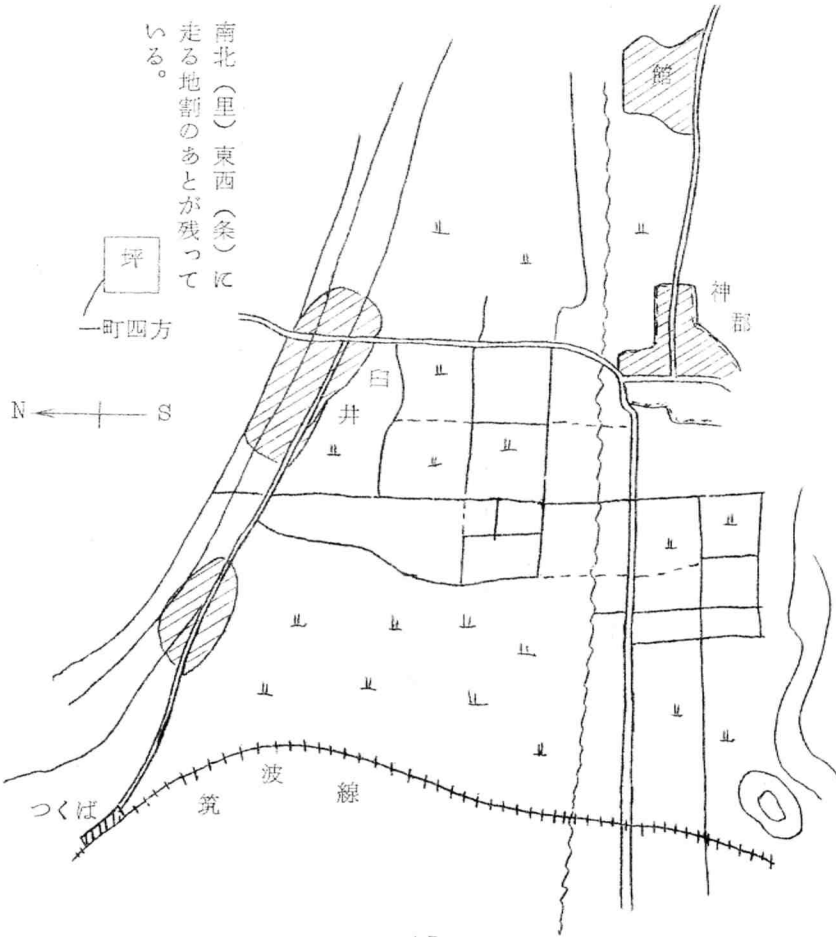 南北（里）東西（条）に
走る地割のあとが残って
いる。
坪
一町四方
N S
館
神郡
臼井
つくば
筑波線